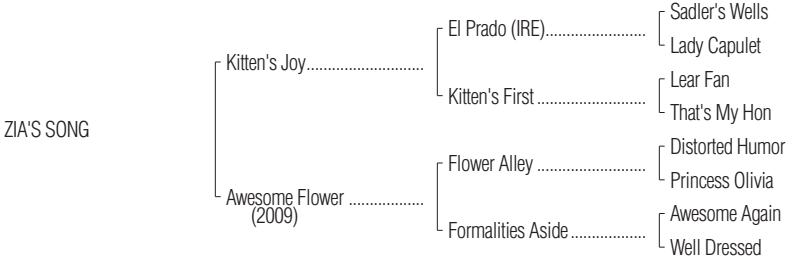 Sadler's Wells
El Prado (IRE)........................
Lady Capulet
Kitten's Joy............................
Lear Fan
Kitten's First ..........................
That's My Hon
ZIA'S SONG
Distorted Humor
Flower Alley ..........................
Princess Olivia
Awesome Flower ..................
(2009)
Awesome Again
Formalities Aside ..................
Well Dressed